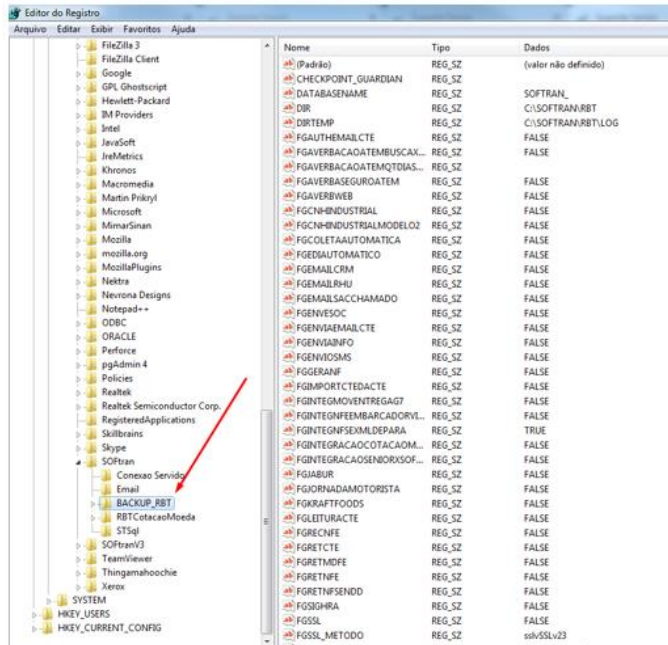 Editor do Registro
Arquivo Editar Exibir Favoritos Ajuda
FileZilla 3
FileZilla Client
Google
GPL Ghostscript
Hewlett-Packard
IM Providers
Intel
JavaSoft
JreMetrics
Khronos
Macromedia
Martin Prikryl
Microsoft
MimarSinan
Mozilla
mozilla.org
MozillaPlugins
Nektra
Nevrona Designs
Notepad++
ODBC
ORACLE
Perforce
pgAdmin 4
Policies
Realtek
Realtek Semiconductor Corp.
RegisteredApplications
Skillbrains
Skype
SOFtran
Conexao Servido
Email
BACKUP_RBT
RBTCotacaoMoeda
STSql
SOFtranV3
TeamViewer
Thingamahoochie
Xerox
SYSTEM
HKEY_USERS
HKEY_CURRENT_CONFIG
Nome Tipo Dados
(Padrão) REG_SZ (valor não definido)
CHECKPOINT_GUARDIAN REG_SZ
DATABASENAME REG_SZ SOFTRAN_
DIR REG_SZ C:\SOFTRAN\RBT
DIRTEMP REG_SZ C:\SOFTRAN\RBT\LOG
FGAUTHEMAILCTE REG_SZ FALSE
FGAVERBACAOATEMBUSCAX... REG_SZ FALSE
FGAVERBACAOATEMQTDIAS... REG_SZ
FGAVERBASEGUROATEM REG_SZ FALSE
FGAVERBWEB REG_SZ FALSE
FGCNHINDUSTRIAL REG_SZ FALSE
FGCNHINDUSTRIALMODELO2 REG_SZ FALSE
FGCOLETAAUTOMATICA REG_SZ FALSE
FGEDIAUTOMATICO REG_SZ FALSE
FGEMAILCRM REG_SZ FALSE
FGEMAILRHU REG_SZ FALSE
FGEMAILSACCHAMADO REG_SZ FALSE
FGENVESOC REG_SZ FALSE
FGENVIAEMAILCTE REG_SZ FALSE
FGENVIAINFO REG_SZ FALSE
FGENVIOSMS REG_SZ FALSE
FGGERANF REG_SZ FALSE
FGIMPORTCTEDACTE REG_SZ FALSE
FGINTEGMOVENTREGAG7 REG_SZ FALSE
FGINTEGNFEEMBARCADORVI... REG_SZ FALSE
FGINTEGNFSEXMLDEPARA REG_SZ TRUE
FGINTEGRACAOCOTACAOM... REG_SZ FALSE
FGINTEGRACAOSENIORXSOF... REG_SZ FALSE
FGJABUR REG_SZ FALSE
FGJORNADAMOTORISTA REG_SZ FALSE
FGKRAFTFOODS REG_SZ FALSE
FGLEITURACTE REG_SZ FALSE
FGRECNFE REG_SZ FALSE
FGRETCTE REG_SZ FALSE
FGRETMDFE REG_SZ FALSE
FGRETNFE REG_SZ FALSE
FGRETNFSENDD REG_SZ FALSE
FGSIGHRA REG_SZ FALSE
FGSSL REG_SZ FALSE
FGSSL_METODO REG_SZ sslvSSLv23